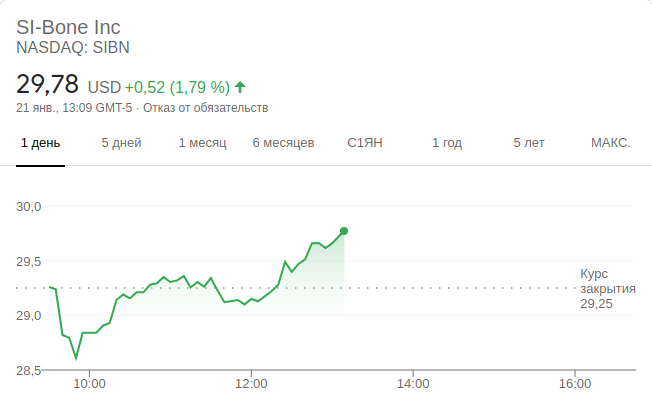 SI-Bone Inc
NASDAQ: SIBN
29,78 USD +0,52 (1,79 %)
21 янв., 13:09 GMT-5 · Отказ от обязательств
1 день 5 дней 1 месяц 6 месяцев С1ЯН 1 год 5 лет МАКС.
30,0
29,5
Курс
закрытия
29,25
29,0
28,5
10:00 12:00 14:00 16:00